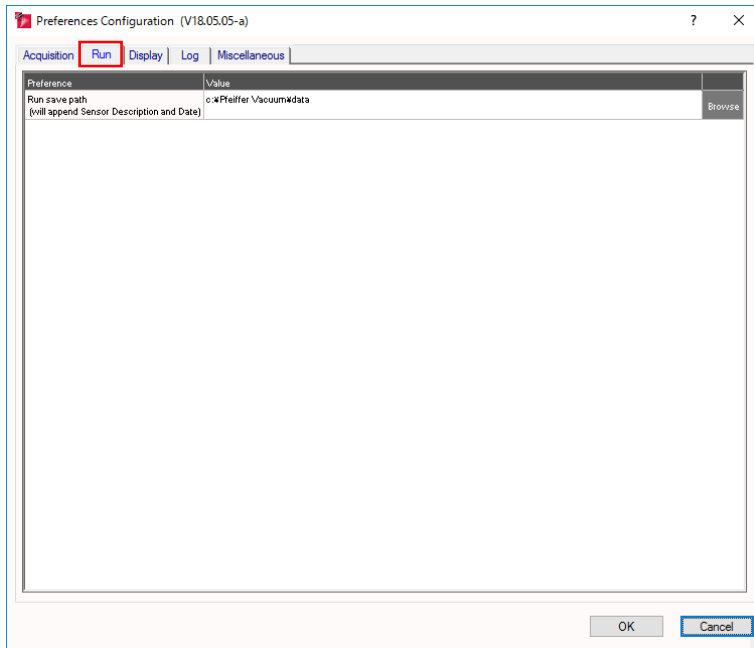 Preferences Configuration (V18.05.05-a)
?
Acquisition Run Display Log Miscellaneous
Preference Value
Run save path c:¥Pfeiffer Vacuum¥data
(will append Sensor Description and Date)
Browse
OK Cancel